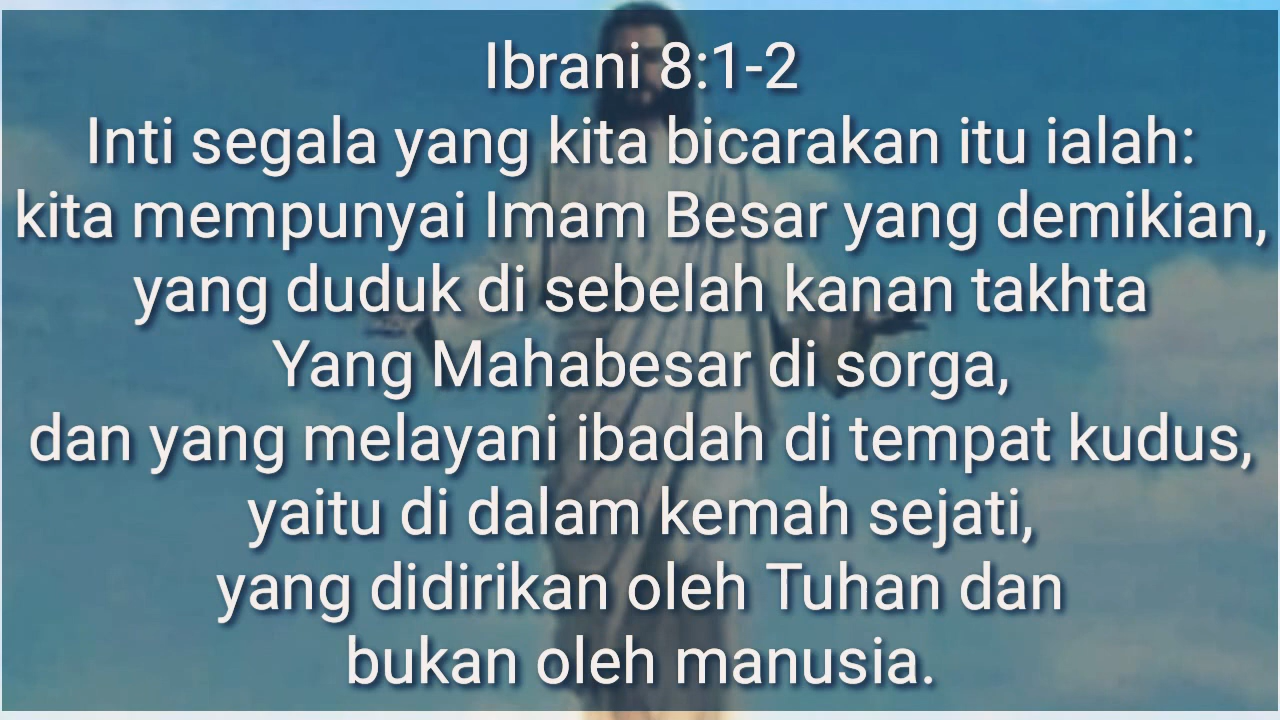 Ibrani 8:1-2
Inti segala yang kita bicarakan itu ialah:
kita mempunyai Imam Besar yang demikian,
yang duduk di sebelah kanan takhta
Yang Mahabesar di sorga,
dan yang melayani ibadah di tempat kudus,
yaitu di dalam kemah sejati,
yang didirikan oleh Tuhan dan
bukan oleh manusia.